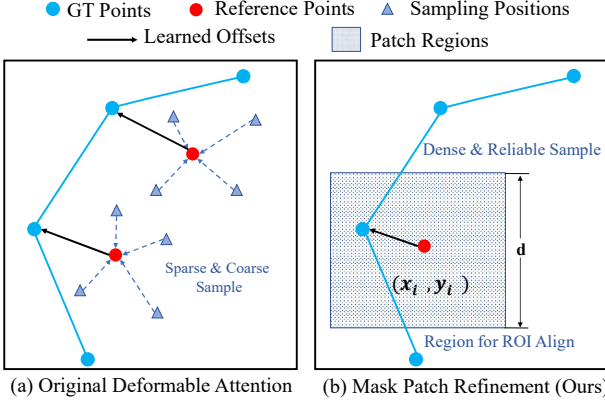 GT Points Reference Points Sampling Positions
Learned Offsets Patch Regions
Sparse & Coarse
Sample
(a) Original Deformable Attention
Dense & Reliable Sample
d
(x_i , y_i )
Region for ROI Align
(b) Mask Patch Refinement (Ours)